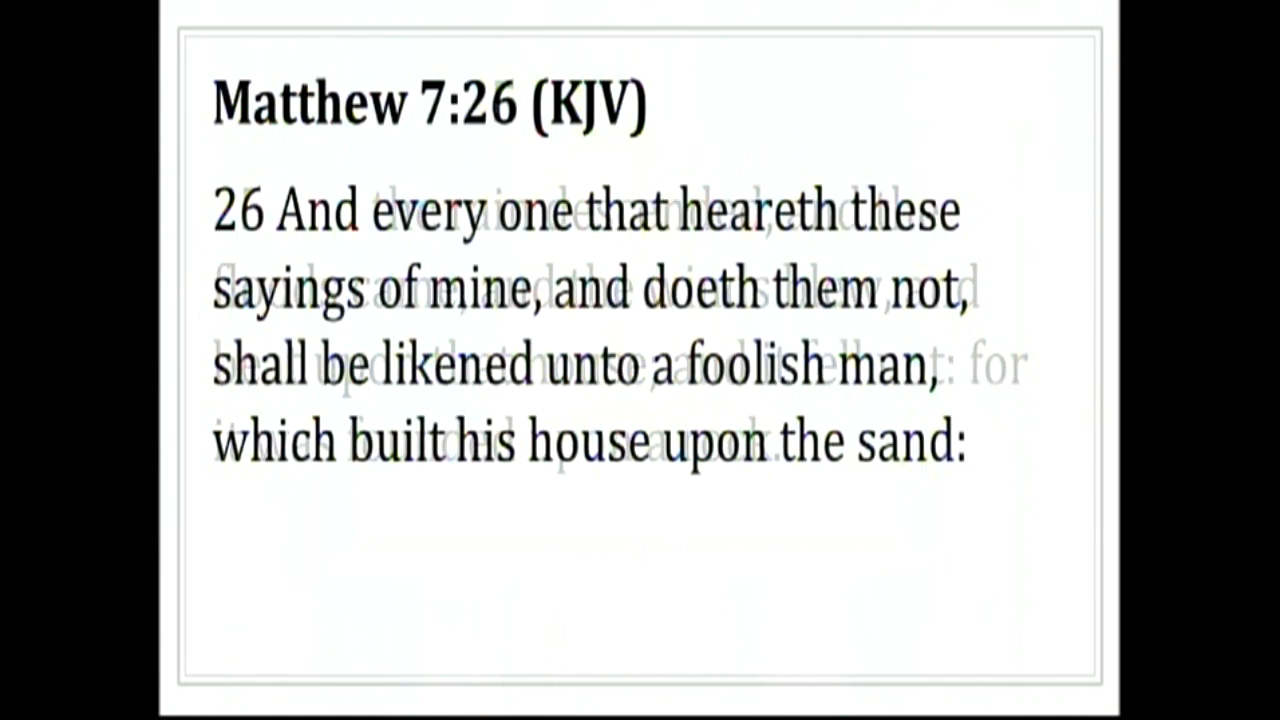 Matthew 7:26 (KJV)
26 And every one that heareth these
sayings of mine, and doeth them not,
shall be likened unto a foolish man,
which built his house upon the sand: